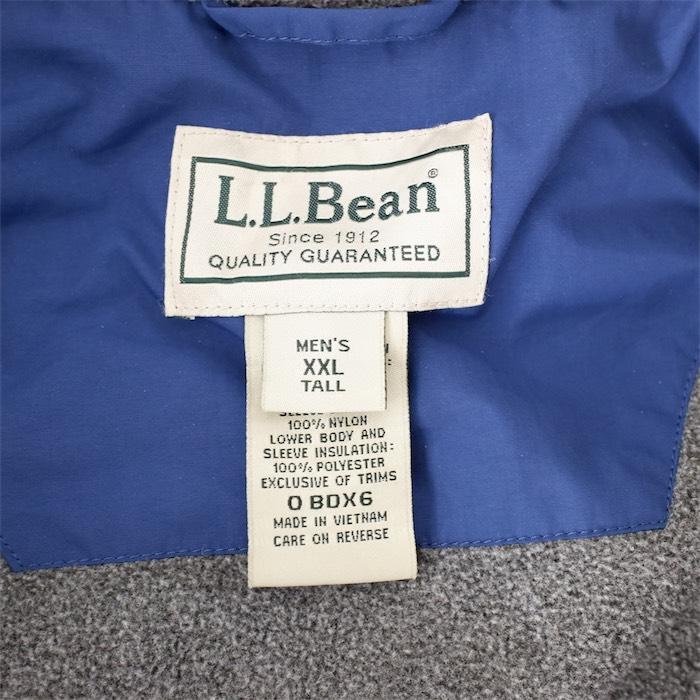 L.L.Bean®
Since 1912
QUALITY GUARANTEED
MEN'S
XXL
TALL
100% NYLON
LOWER BODY AND
SLEEVE INSULATION:
100% POLYESTER
EXCLUSIVE OF TRIMS
0 BDX6
MADE IN VIETNAM
CARE ON REVERSE